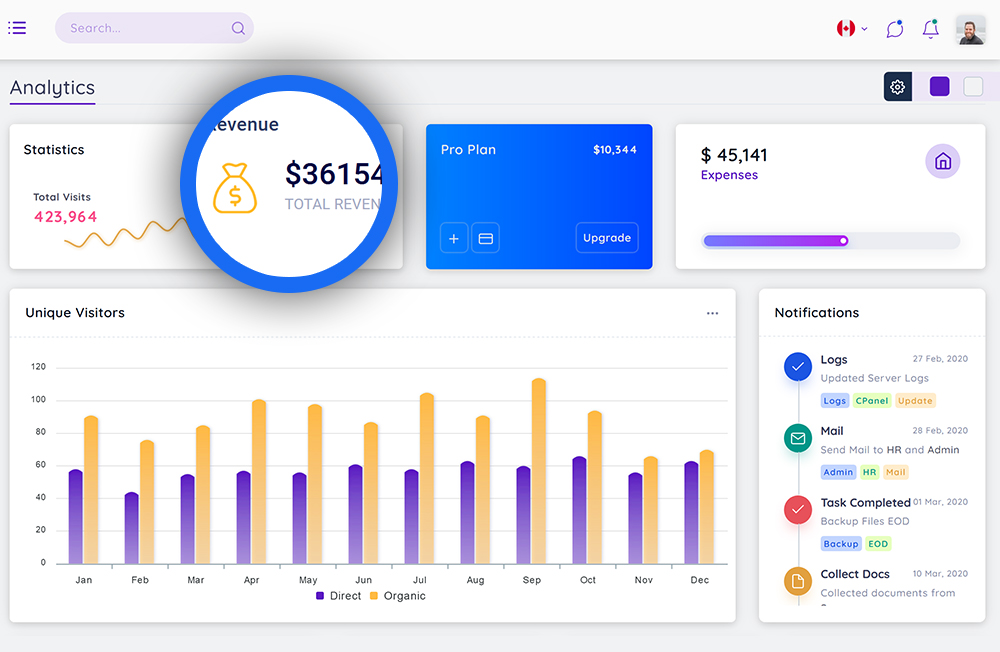 Search...
Analytics
Statistics
Total Visits
423,964
Revenue
$36154
TOTAL REVEN
Pro Plan
$10,344
Upgrade
$ 45,141
Expenses
Unique Visitors
120
100
80
60
40
20
0
Jan Feb Mar Apr May Jun Jul Aug Sep Oct Nov Dec
Direct Organic
Notifications
Logs 27 Feb, 2020
Updated Server Logs
Logs CPanel Update
Mail 28 Feb, 2020
Send Mail to HR and Admin
Admin HR Mail
Task Completed 01 Mar, 2020
Backup Files EOD
Backup EOD
Collect Docs 10 Mar, 2020
Collected documents from